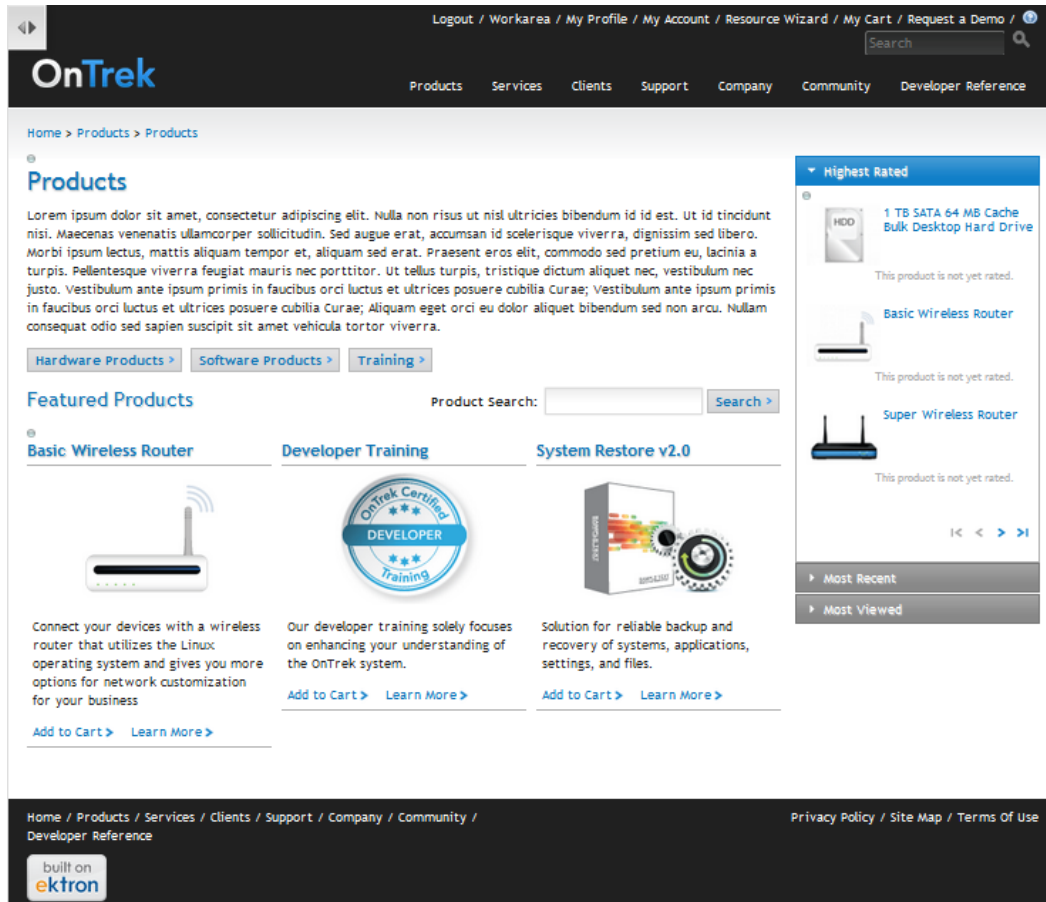 Logout / Workarea / My Profile / My Account / Resource Wizard / My Cart / Request a Demo /
Search
OnTrek
Products Services Clients Support Company Community Developer Reference
Home > Products > Products
Products
Lorem ipsum dolor sit amet, consectetur adipiscing elit. Nulla non risus ut nisl ultricies bibendum id id est. Ut id tincidunt
nisi. Maecenas venenatis ullamcorper sollicitudin. Sed augue erat, accumsan id scelerisque viverra, dignissim sed libero.
Morbi ipsum lectus, mattis aliquam tempor et, aliquam sed erat. Praesent eros elit, commodo sed pretium eu, lacinia a
turpis. Pellentesque viverra feugiat mauris nec porttitor. Ut tellus turpis, tristique dictum aliquet nec, vestibulum nec
justo. Vestibulum ante ipsum primis in faucibus orci luctus et ultrices posuere cubilia Curae; Vestibulum ante ipsum primis
in faucibus orci luctus et ultrices posuere cubilia Curae; Aliquam eget orci eu dolor aliquet bibendum sed non arcu. Nullam
consequat odio sed sapien suscipit sit amet vehicula tortor viverra.
Hardware Products > Software Products > Training >
Featured Products
Product Search: Search >
Basic Wireless Router
Connect your devices with a wireless
router that utilizes the Linux
operating system and gives you more
options for network customization
for your business
Add to Cart > Learn More >
Developer Training
OnTrek Certified
DEVELOPER
Training
Our developer training solely focuses
on enhancing your understanding of
the OnTrek system.
Add to Cart > Learn More >
System Restore v2.0
Solution for reliable backup and
recovery of systems, applications,
settings, and files.
Add to Cart > Learn More >
Highest Rated
HDD
1 TB SATA 64 MB Cache
Bulk Desktop Hard Drive
This product is not yet rated.
Basic Wireless Router
This product is not yet rated.
Super Wireless Router
This product is not yet rated.
Most Recent
Most Viewed
Home / Products / Services / Clients / Support / Company / Community /
Developer Reference
Privacy Policy / Site Map / Terms Of Use
built on
ektron